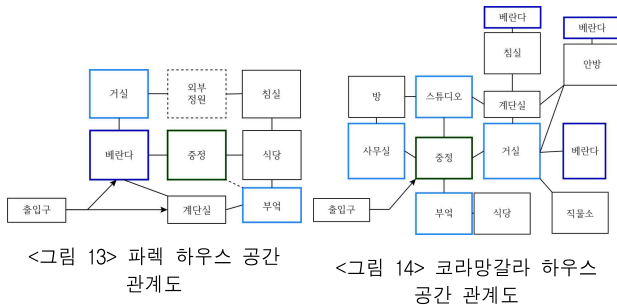 거실
외부
정원
침실
베란다
중정
식당
출입구
계단실
부엌
<그림 13> 파렉 하우스 공간
관계도
베란다
베란다
침실
안방
방
스튜디오
계단실
사무실
중정
거실
베란다
출입구
부엌
식당
직물소
<그림 14> 코라망갈라 하우스
공간 관계도